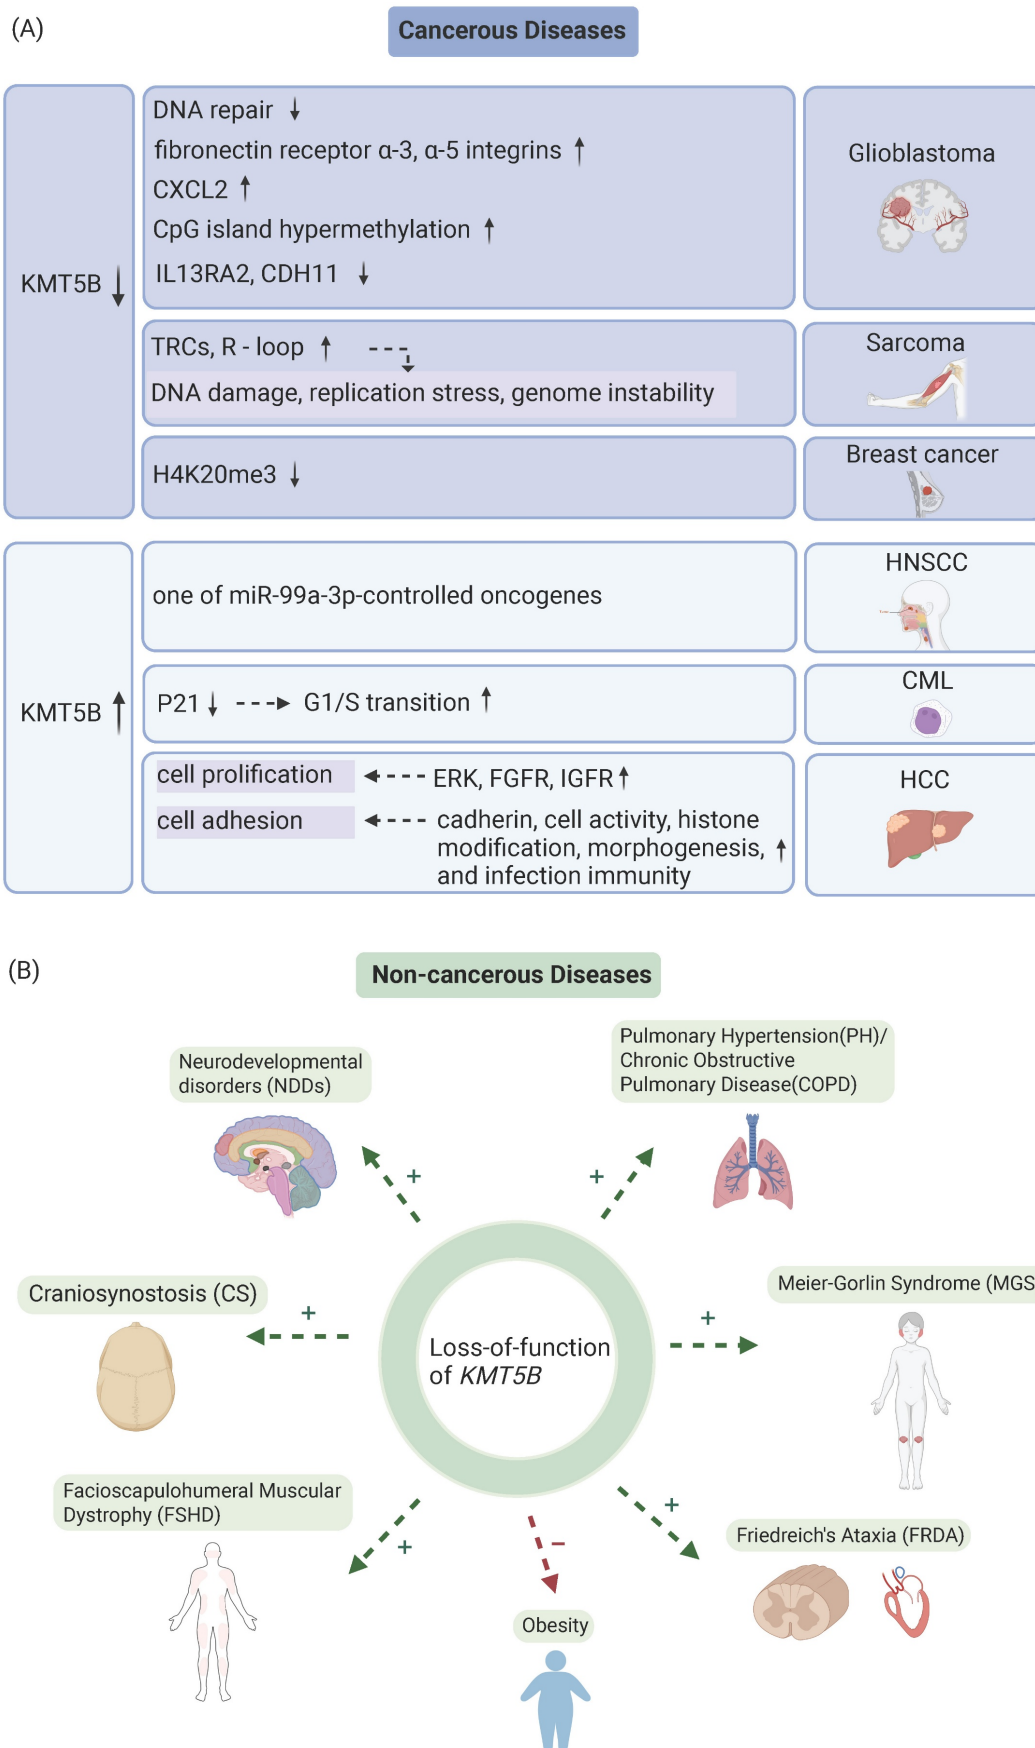 (A)
Cancerous Diseases
KMT5B ↓
DNA repair ↓
fibronectin receptor α-3, α-5 integrins ↑
CXCL2 ↑
CpG island hypermethylation ↑
IL13RA2, CDH11 ↓
Glioblastoma
TRCs, R - loop ↑
DNA damage, replication stress, genome instability
Sarcoma
H4K20me3 ↓
Breast cancer
KMT5B ↑
one of miR-99a-3p-controlled oncogenes
HNSCC
P21 ↓ ---► G1/S transition ↑
CML
cell prolification ◄--- ERK, FGFR, IGFR ↑
cell adhesion ◄--- cadherin, cell activity, histone
modification, morphogenesis, ↑
and infection immunity
HCC
(B)
Non-cancerous Diseases
Neurodevelopmental
disorders (NDDs)
Pulmonary Hypertension(PH)/
Chronic Obstructive
Pulmonary Disease(COPD)
+
+
Craniosynostosis (CS)
+
Meier-Gorlin Syndrome (MGS
+
Loss-of-function
of KMT5B
Facioscapulohumeral Muscular
Dystrophy (FSHD)
+
Friedreich's Ataxia (FRDA)
+
−
Obesity